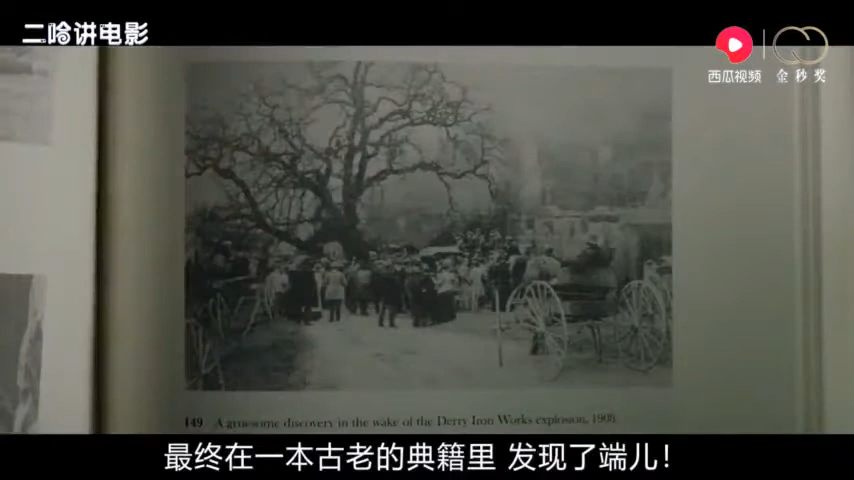 二哈讲电影
西瓜视频
金秒奖
149 A gruesome discovery in the wake of the Derry Iron Works explosion, 1908.
最终在一本古老的典籍里 发现了端儿！